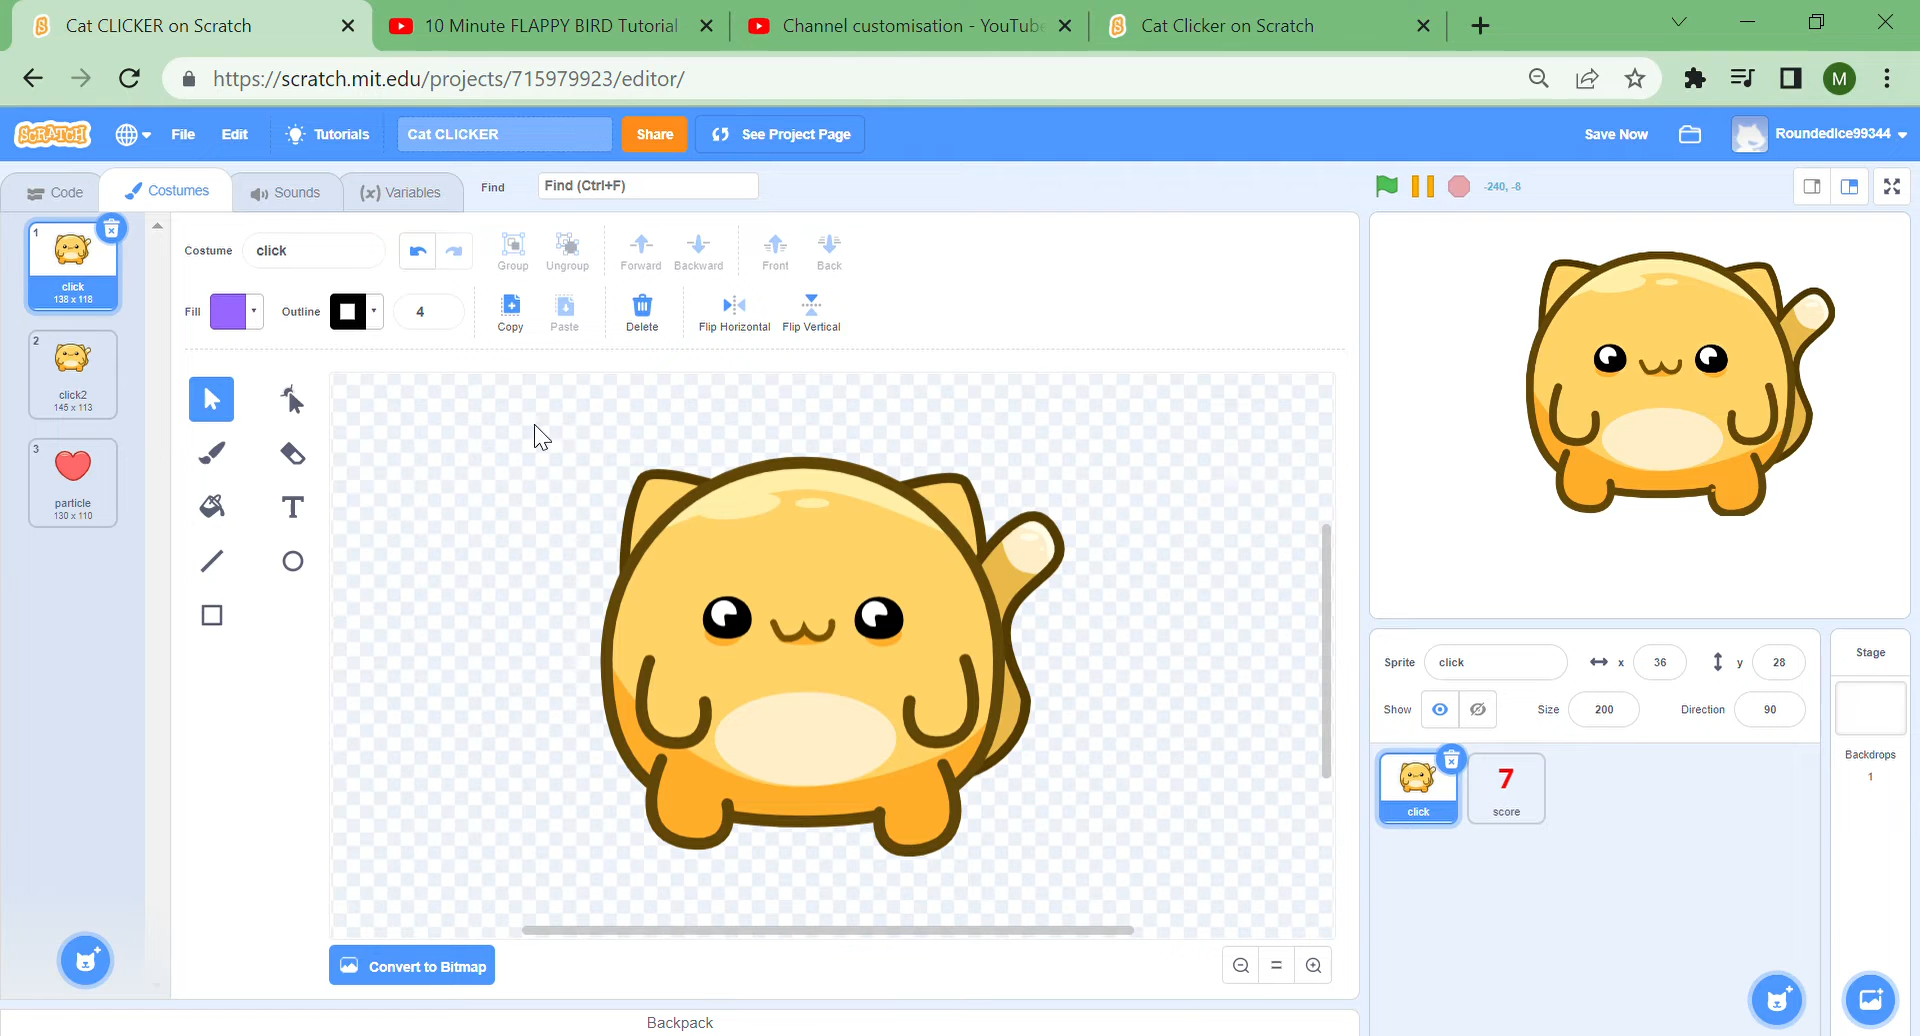 Cat CLICKER on Scratch
10 Minute FLAPPY BIRD Tutorial
Channel customisation - YouTube
Cat Clicker on Scratch
https://scratch.mit.edu/projects/715979923/editor/
M
SCRATCH
File
Edit
Tutorials
Cat CLICKER
Share
See Project Page
Save Now
RoundedIce99344
Code
Costumes
Sounds
(x) Variables
Find
Find (Ctrl+F)
-240, -8
1
click
138 x 118
2
click2
145 x 113
3
particle
130 x 110
Costume
click
Group
Ungroup
Forward
Backward
Front
Back
Fill
Outline
4
Copy
Paste
Delete
Flip Horizontal
Flip Vertical
Convert to Bitmap
Backpack
Sprite
click
x
36
y
28
Show
Size
200
Direction
90
click
7
score
Stage
Backdrops
1